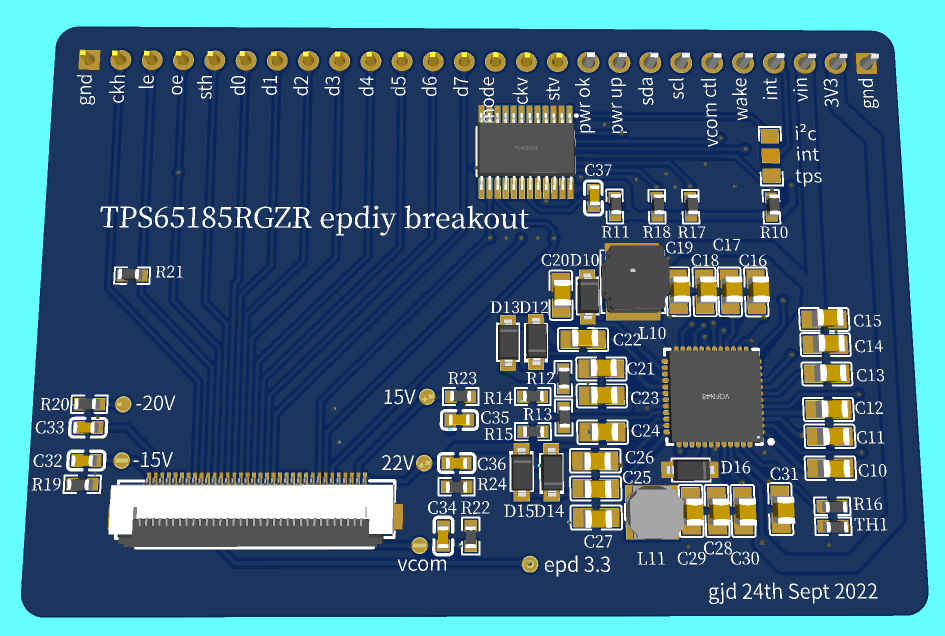 gnd ckh le oe sth d0 d1 d2 d3 d4 d5 d6 d7 mode ckv stv pwr ok pwr up sda scl vcom ctl wake int vin 3V3 gnd
i²c
int
tps
C37
R11 R18 R17 R10
TPS65185RGZR epdiy breakout
C19 C17
C20 D10 C18 C16
R21
D13 D12
L10
C22
C15
C14
C21
C13
R12
R23
15V
R14
C23
R20
-20V
C12
R13
C35
C33
R15
C24
C11
VQFN48
C32
-15V
22V
C36
C26
D16
C10
R19
R24
C25
C31
C34 R22
D15 D14
R16
TH1
C27
vcom
epd 3.3
L11 C29 C28 C30
gjd 24th Sept 2022